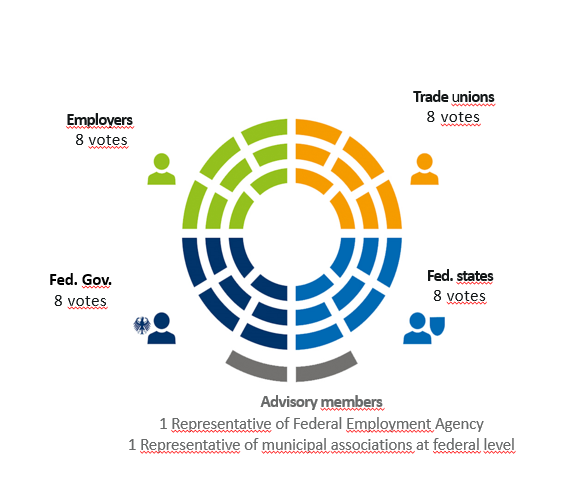 Trade unions
8 votes
Employers
8 votes
Fed. Gov.
8 votes
Fed. states
8 votes
Advisory members
1 Representative of Federal Employment Agency
1 Representative of municipal associations at federal level